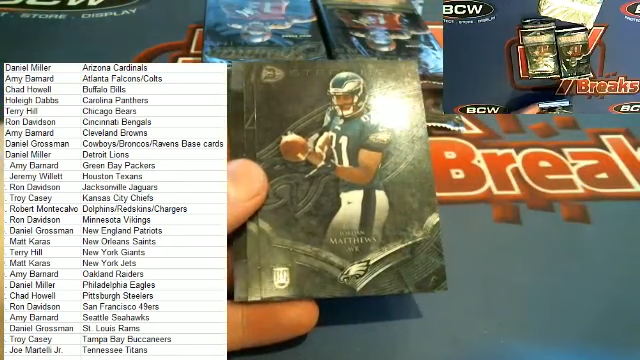 Daniel Miller Arizona Cardinals
Amy Barnard Atlanta Falcons/Colts
Chad Howell Buffalo Bills
Holeigh Dabbs Carolina Panthers
Terry Hill Chicago Bears
Ron Davidson Cincinnati Bengals
Amy Barnard Cleveland Browns
Daniel Grossman Cowboys/Broncos/Ravens Base cards
Daniel Miller Detroit Lions
Amy Barnard Green Bay Packers
Jeremy Willett Houston Texans
Ron Davidson Jacksonville Jaguars
Troy Casey Kansas City Chiefs
Robert Montecalvo Dolphins/Redskins/Chargers
Ron Davidson Minnesota Vikings
Daniel Grossman New England Patriots
Matt Karas New Orleans Saints
Terry Hill New York Giants
Matt Karas New York Jets
Amy Barnard Oakland Raiders
Daniel Miller Philadelphia Eagles
Chad Howell Pittsburgh Steelers
Ron Davidson San Francisco 49ers
Amy Barnard Seattle Seahawks
Daniel Grossman St. Louis Rams
Troy Casey Tampa Bay Buccaneers
Joe Martelli Jr. Tennessee Titans
JORDAN
MATTHEWS
WR
81
BCW
BCW
Breaks
BCW
BCW
Break